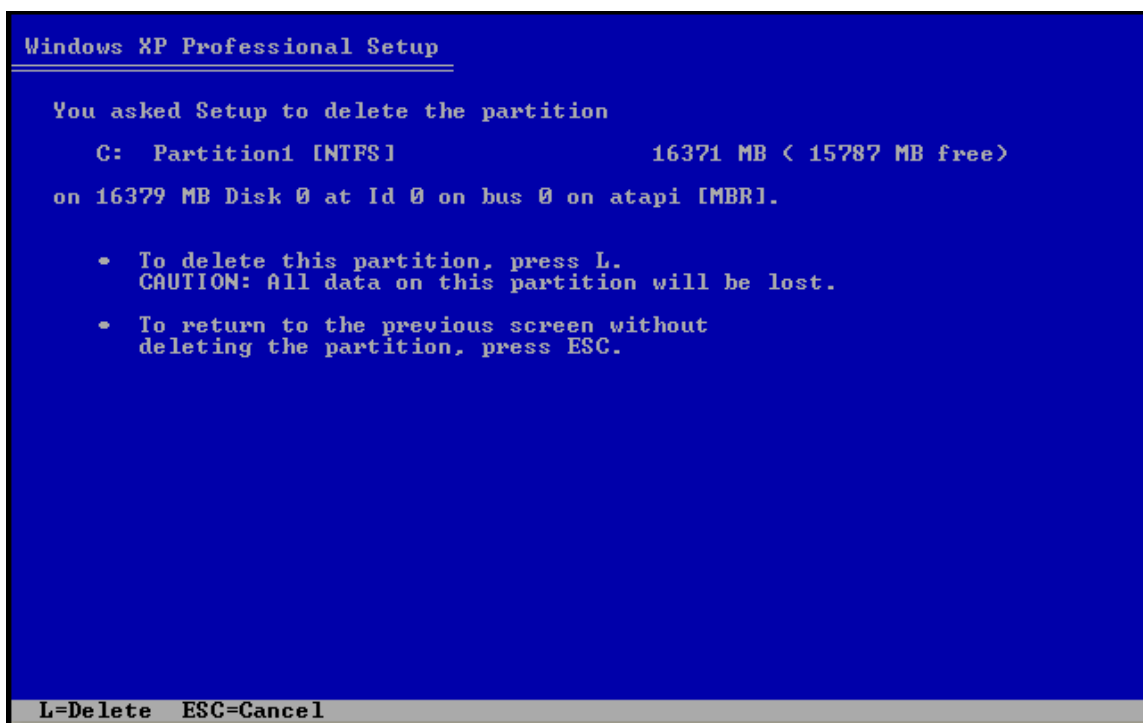 Windows XP Professional Setup
You asked Setup to delete the partition
C: Partition1 [NTFS] 16371 MB ( 15787 MB free)
on 16379 MB Disk 0 at Id 0 on bus 0 on atapi [MBR].
• To delete this partition, press L.
CAUTION: All data on this partition will be lost.
• To return to the previous screen without
deleting the partition, press ESC.
L=Delete ESC=Cancel